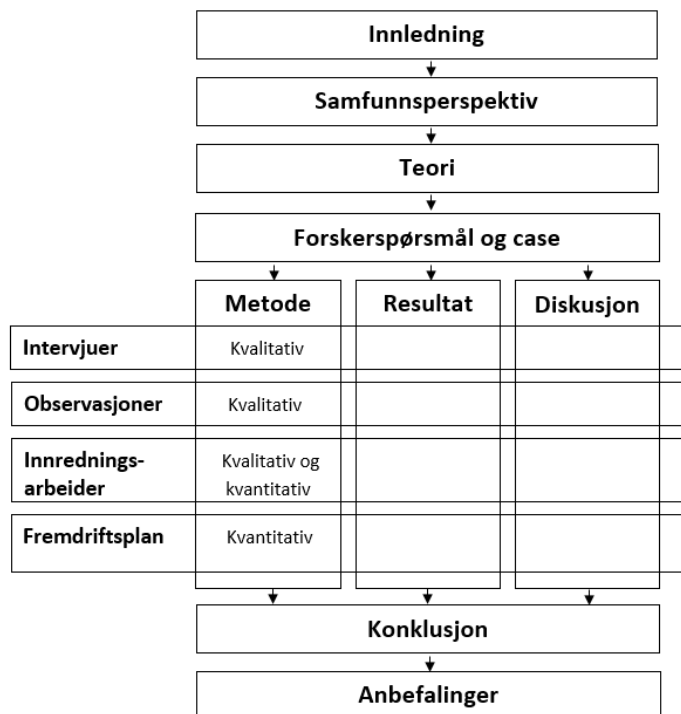 Innledning
Samfunnsperspektiv
Teori
Forskerspørsmål og case
Metode
Resultat
Diskusjon
Intervjuer
Kvalitativ
Observasjoner
Kvalitativ
Innrednings-
arbeider
Kvalitativ og
kvantitativ
Fremdriftsplan
Kvantitativ
Konklusjon
Anbefalinger